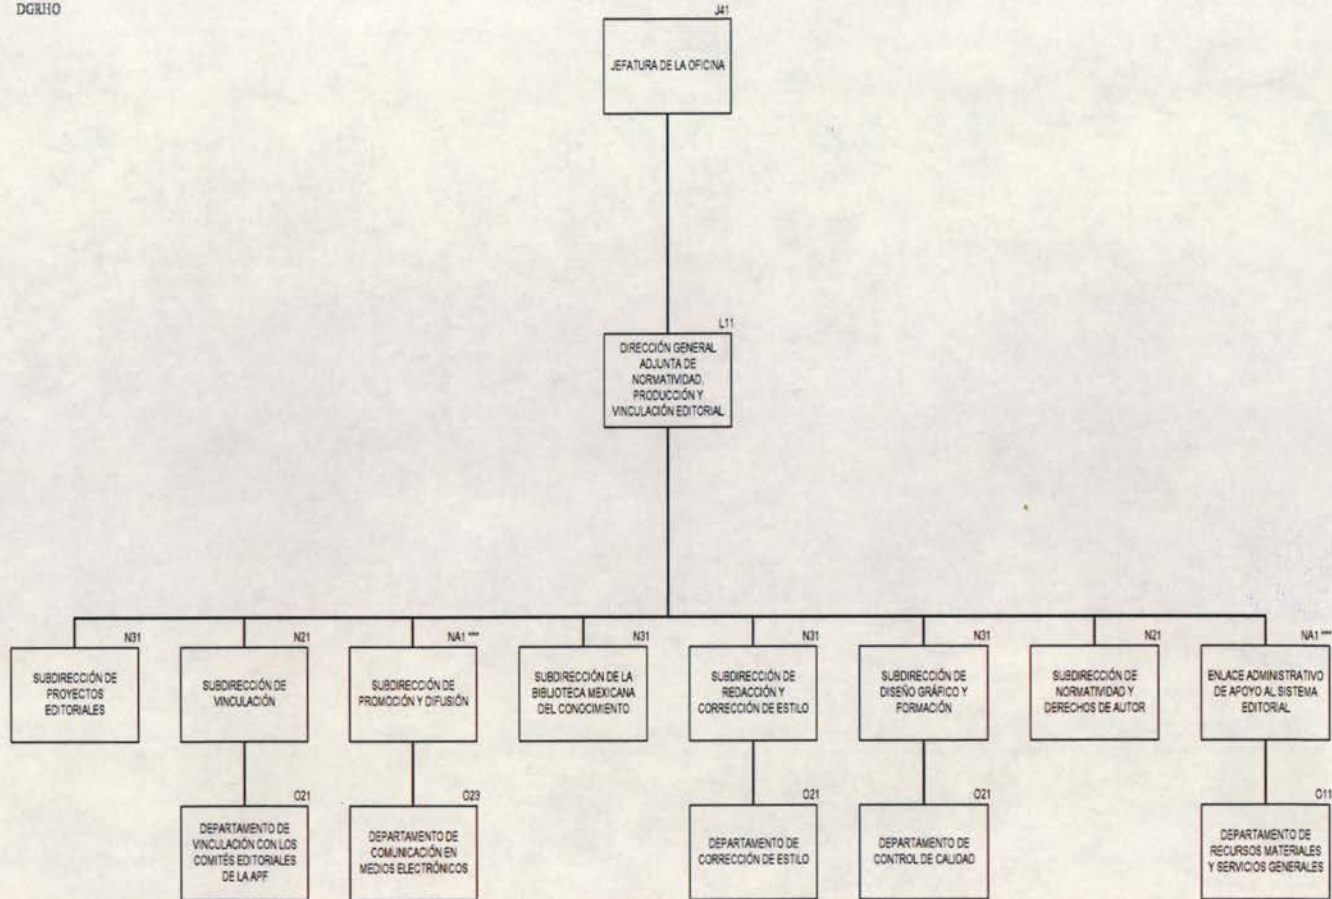 DGRHO
J41
JEFATURA DE LA OFICINA
L11
DIRECCIÓN GENERAL
ADJUNTA DE
NORMATIVIDAD,
PRODUCCIÓN Y
VINCULACIÓN EDITORIAL
N31
SUBDIRECCIÓN DE
PROYECTOS
EDITORIALES
N21
SUBDIRECCIÓN DE
VINCULACIÓN
NA1 ***
SUBDIRECCIÓN DE
PROMOCIÓN Y DIFUSIÓN
N31
SUBDIRECCIÓN DE LA
BIBLIOTECA MEXICANA
DEL CONOCIMIENTO
N31
SUBDIRECCIÓN DE
REDACCIÓN Y
CORRECCIÓN DE ESTILO
N31
SUBDIRECCIÓN DE
DISEÑO GRÁFICO Y
FORMACIÓN
N21
SUBDIRECCIÓN DE
NORMATIVIDAD Y
DERECHOS DE AUTOR
NA1 ***
ENLACE ADMINISTRATIVO
DE APOYO AL SISTEMA
EDITORIAL
O21
DEPARTAMENTO DE
VINCULACIÓN CON LOS
COMITÉS EDITORIALES
DE LA APF
O23
DEPARTAMENTO DE
COMUNICACIÓN EN
MEDIOS ELECTRÓNICOS
O21
DEPARTAMENTO DE
CORRECCIÓN DE ESTILO
O21
DEPARTAMENTO DE
CONTROL DE CALIDAD
O11
DEPARTAMENTO DE
RECURSOS MATERIALES
Y SERVICIOS GENERALES